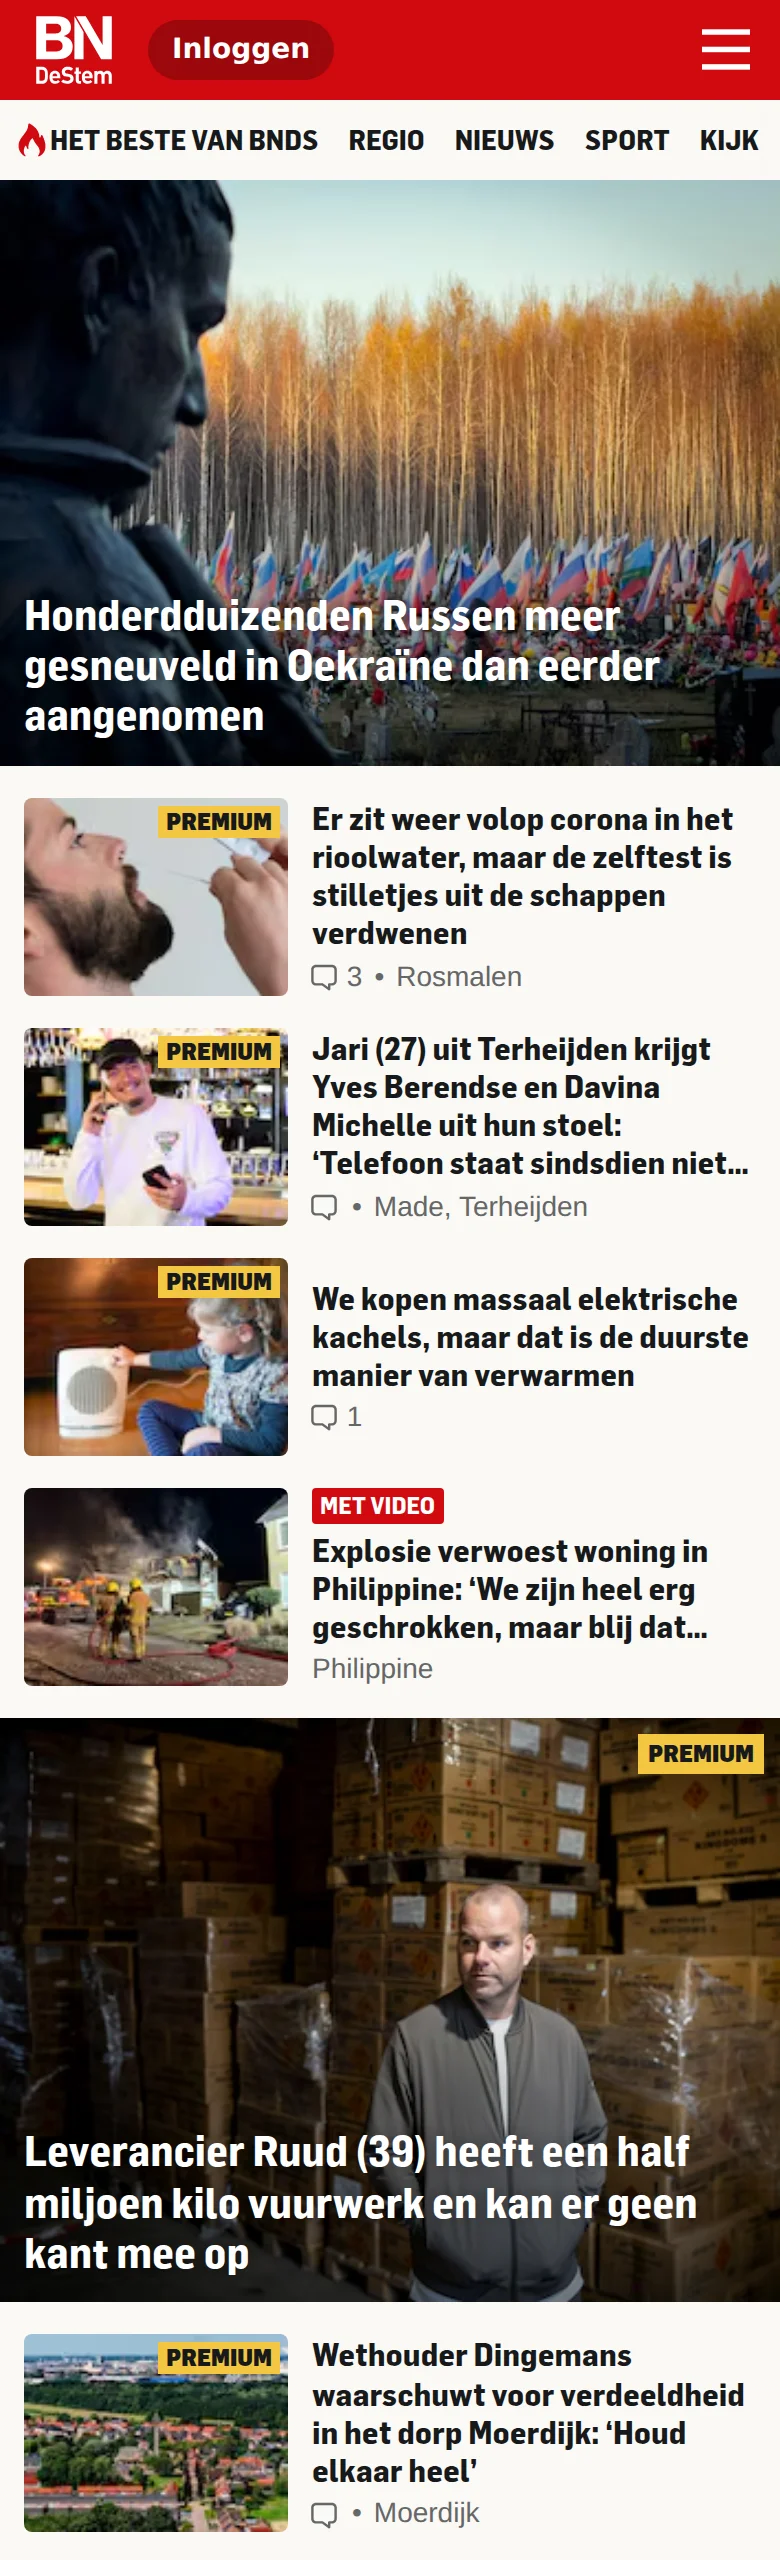 BN
DeStem
Inloggen
HET BESTE VAN BNDS
REGIO
NIEUWS
SPORT
KIJK
Honderdduizenden Russen meer
gesneuveld in Oekraïne dan eerder
aangenomen
PREMIUM
Er zit weer volop corona in het
rioolwater, maar de zelftest is
stilletjes uit de schappen
verdwenen
3 • Rosmalen
PREMIUM
Jari (27) uit Terheijden krijgt
Yves Berendse en Davina
Michelle uit hun stoel:
‘Telefoon staat sindsdien niet...
• Made, Terheijden
PREMIUM
We kopen massaal elektrische
kachels, maar dat is de duurste
manier van verwarmen
1
MET VIDEO
Explosie verwoest woning in
Philippine: ‘We zijn heel erg
geschrokken, maar blij dat...
Philippine
PREMIUM
Leverancier Ruud (39) heeft een half
miljoen kilo vuurwerk en kan er geen
kant mee op
PREMIUM
Wethouder Dingemans
waarschuwt voor verdeeldheid
in het dorp Moerdijk: ‘Houd
elkaar heel’
• Moerdijk